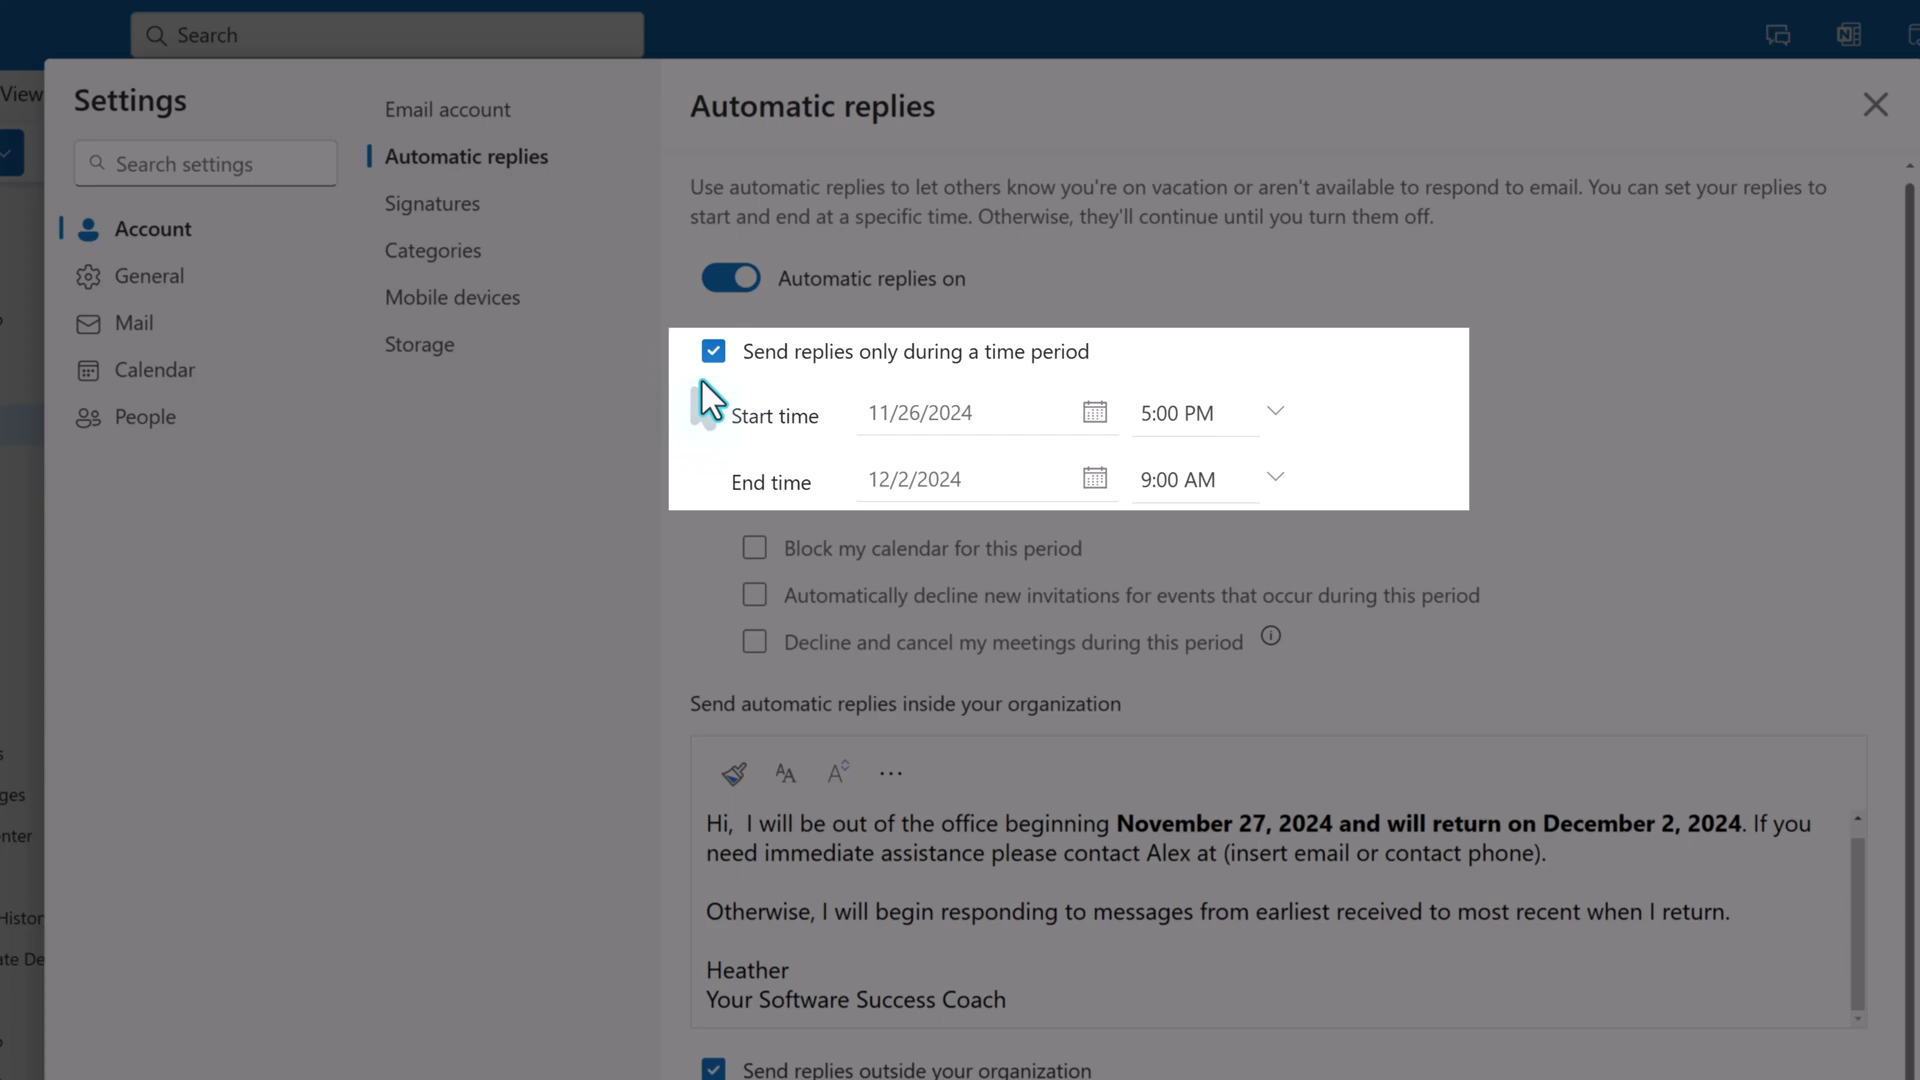 Search
View
Settings
Search settings
Account
General
Mail
Calendar
People
Email account
Automatic replies
Signatures
Categories
Mobile devices
Storage
Automatic replies
Use automatic replies to let others know you're on vacation or aren't available to respond to email. You can set your replies to
start and end at a specific time. Otherwise, they'll continue until you turn them off.
Automatic replies on
Send replies only during a time period
Start time 11/26/2024 5:00 PM
End time 12/2/2024 9:00 AM
Block my calendar for this period
Automatically decline new invitations for events that occur during this period
Decline and cancel my meetings during this period
Send automatic replies inside your organization
Hi,  I will be out of the office beginning November 27, 2024 and will return on December 2, 2024. If you
need immediate assistance please contact Alex at (insert email or contact phone).
Otherwise, I will begin responding to messages from earliest received to most recent when I return.
Heather
Your Software Success Coach
Send replies outside your organization